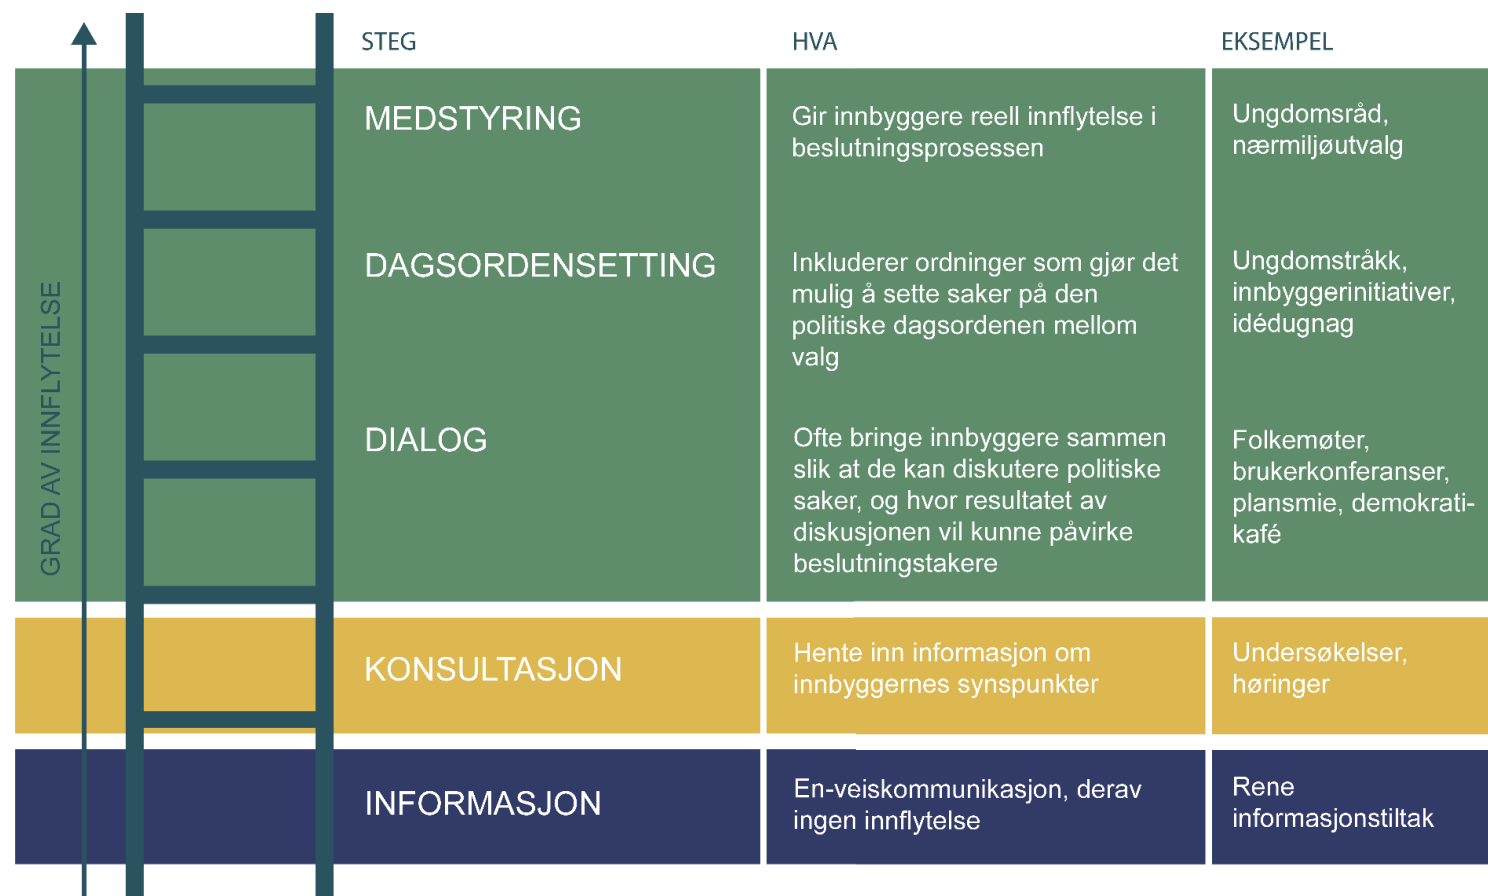 STEG
HVA
EKSEMPEL
GRAD AV INNFLYTELSE
MEDSTYRING
Gir innbyggere reell innflytelse i
beslutningsprosessen
Ungdomsråd,
nærmiljøutvalg
DAGSORDENSETTING
Inkluderer ordninger som gjør det
mulig å sette saker på den
politiske dagsordenen mellom
valg
Ungdomstråkk,
innbyggerinitiativer,
idédugnag
DIALOG
Ofte bringe innbyggere sammen
slik at de kan diskutere politiske
saker, og hvor resultatet av
diskusjonen vil kunne påvirke
beslutningstakere
Folkemøter,
brukerkonferanser,
plansmie, demokrati-
kafé
KONSULTASJON
Hente inn informasjon om
innbyggernes synspunkter
Undersøkelser,
høringer
INFORMASJON
En-veiskommunikasjon, derav
ingen innflytelse
Rene
informasjonstiltak